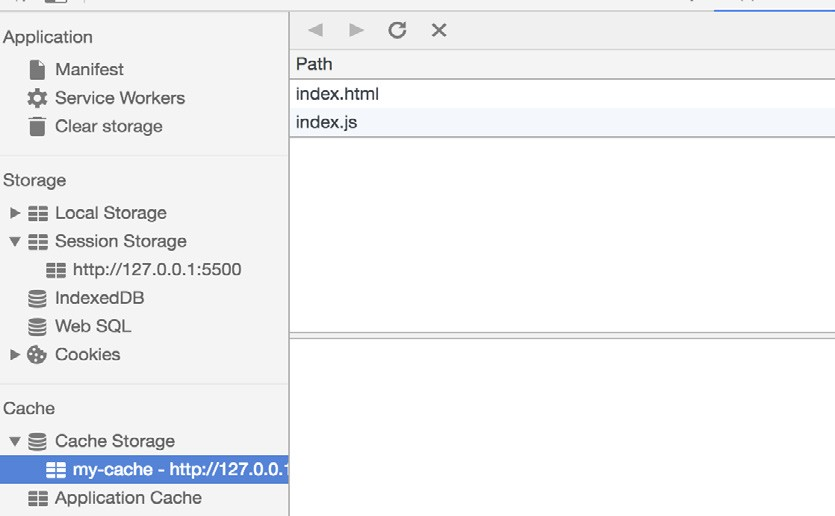 Application
Manifest
Service Workers
Clear storage
Storage
Local Storage
Session Storage
http://127.0.0.1:5500
IndexedDB
Web SQL
Cookies
Cache
Cache Storage
my-cache - http://127.0.0.1
Application Cache
Path
index.html
index.js